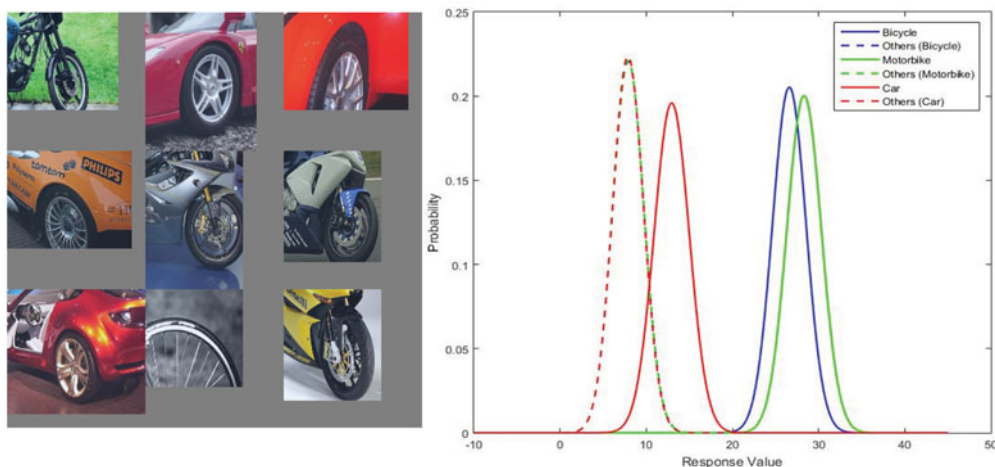 PHILIPS
tomtom
0.25
0.2
0.15
0.1
0.05
0
Probability
-10
0
10
20
30
40
50
Response Value
Bicycle
Others (Bicycle)
Motorbike
Others (Motorbike)
Car
Others (Car)